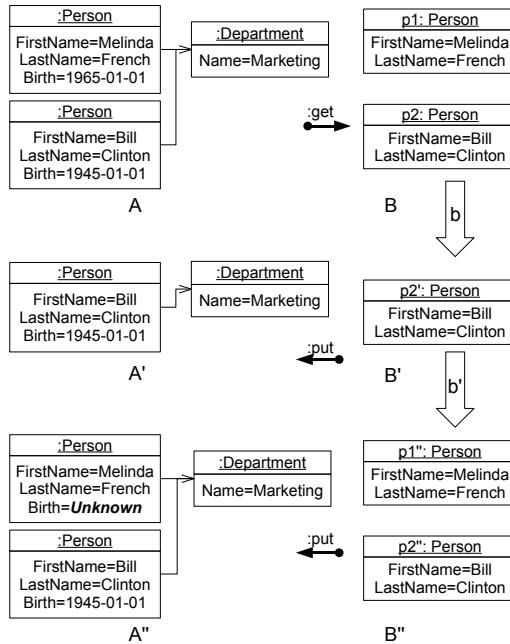 :Person
FirstName=Melinda
LastName=French
Birth=1965-01-01
:Department
Name=Marketing
p1: Person
FirstName=Melinda
LastName=French
:Person
FirstName=Bill
LastName=Clinton
Birth=1945-01-01
:get
p2: Person
FirstName=Bill
LastName=Clinton
A
B
b
:Person
FirstName=Bill
LastName=Clinton
Birth=1945-01-01
:Department
Name=Marketing
p2': Person
FirstName=Bill
LastName=Clinton
:put
A'
B'
b'
:Person
FirstName=Melinda
LastName=French
Birth=Unknown
:Department
Name=Marketing
p1'': Person
FirstName=Melinda
LastName=French
:Person
FirstName=Bill
LastName=Clinton
Birth=1945-01-01
:put
p2'': Person
FirstName=Bill
LastName=Clinton
A''
B''